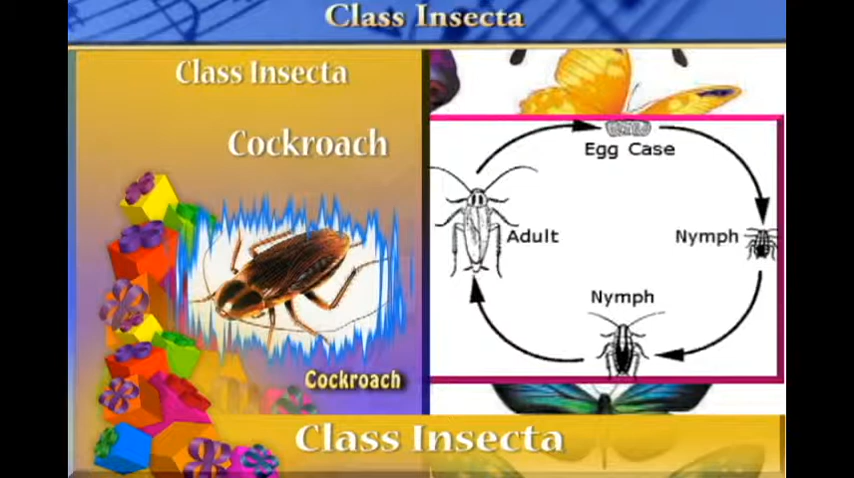 Class Insecta
Class Insecta
Cockroach
Cockroach
Egg Case
Adult
Nymph
Nymph
Class Insecta